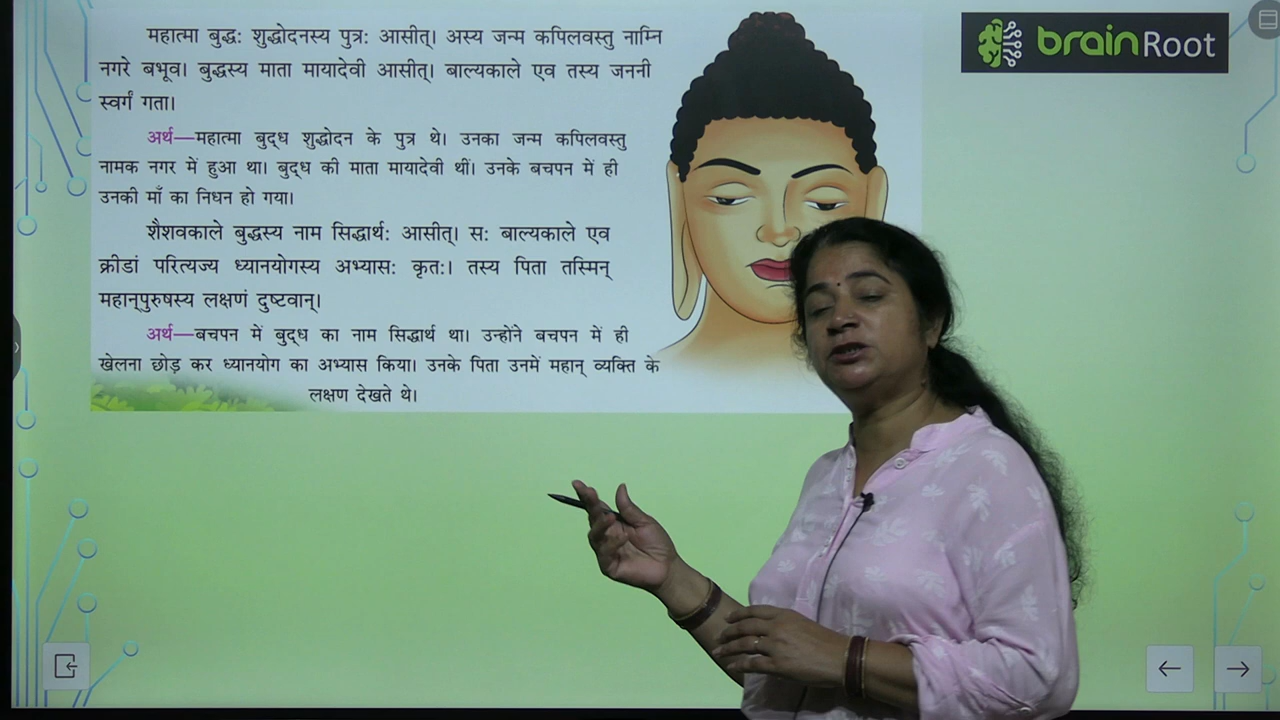 महात्मा बुद्ध: शुद्धोदनस्य पुत्र: आसीत्। अस्य जन्म कपिलवस्तु नाम्नि
नगरे बभूव। बुद्धस्य माता मायादेवी आसीत्। बाल्यकाले एव तस्य जननी
स्वर्गं गता।
अर्थ—महात्मा बुद्ध शुद्धोदन के पुत्र थे। उनका जन्म कपिलवस्तु
नामक नगर में हुआ था। बुद्ध की माता मायादेवी थीं। उनके बचपन में ही
उनकी माँ का निधन हो गया।
शैशवकाले बुद्धस्य नाम सिद्धार्थ: आसीत्। स: बाल्यकाले एव
क्रीडां परित्यज्य ध्यानयोगस्य अभ्यास: कृत:। तस्य पिता तस्मिन्
महान्‌पुरुषस्य लक्षणं दुष्टवान्।
अर्थ—बचपन में बुद्ध का नाम सिद्धार्थ था। उन्होंने बचपन में ही
खेलना छोड़ कर ध्यानयोग का अभ्यास किया। उनके पिता उनमें महान् व्यक्ति के
लक्षण देखते थे।
brainRoot